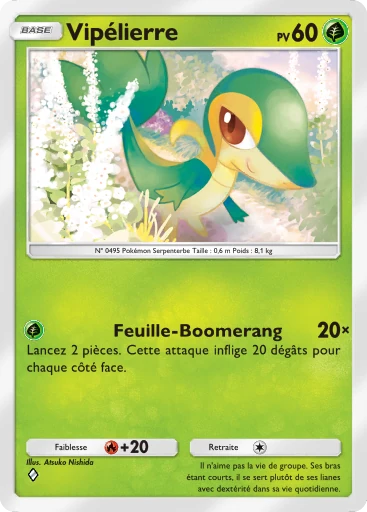 BASE Vipélierre PV 60
N° 0495 Pokémon Serpenterbe Taille : 0,6 m Poids : 8,1 kg
Feuille-Boomerang 20×
Lancez 2 pièces. Cette attaque inflige 20 dégâts pour
chaque côté face.
Faiblesse +20 Retraite
Illus. Atsuko Nishida
Il n'aime pas la vie de groupe. Ses bras
étant courts, il se sert plutôt de ses lianes
avec dextérité dans sa vie quotidienne.